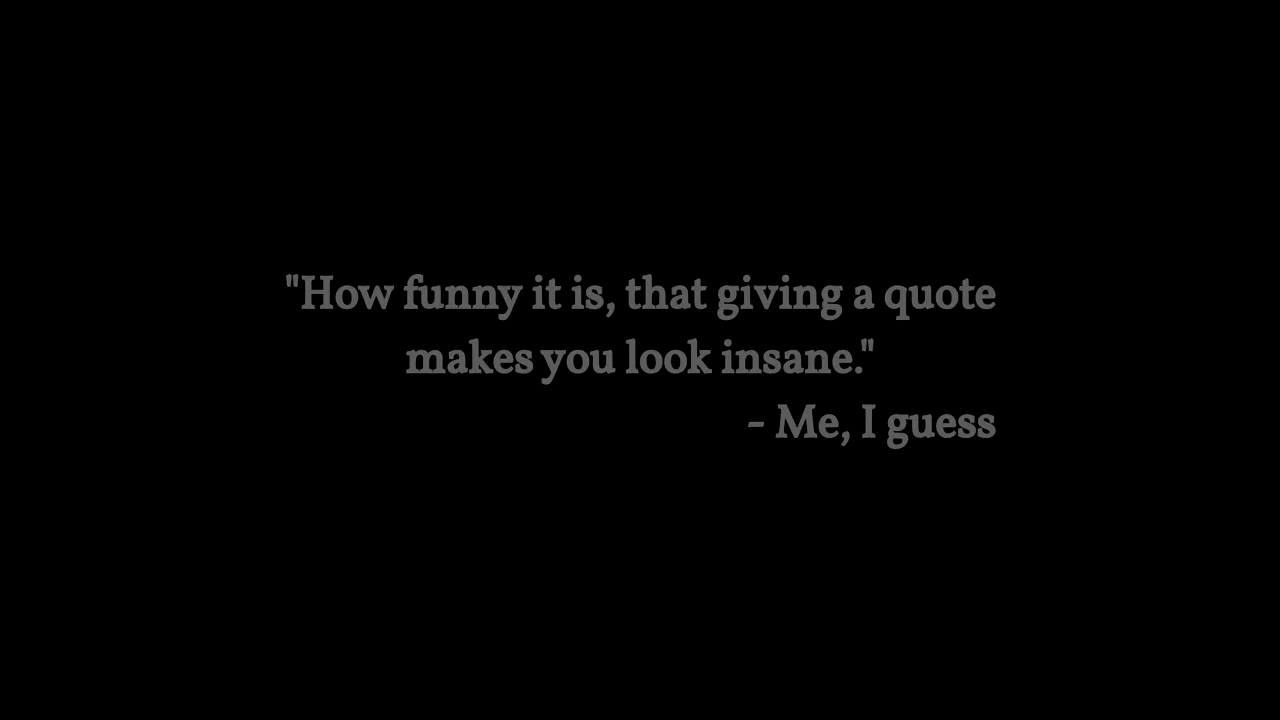 "How funny it is, that giving a quote
makes you look insane."
- Me, I guess